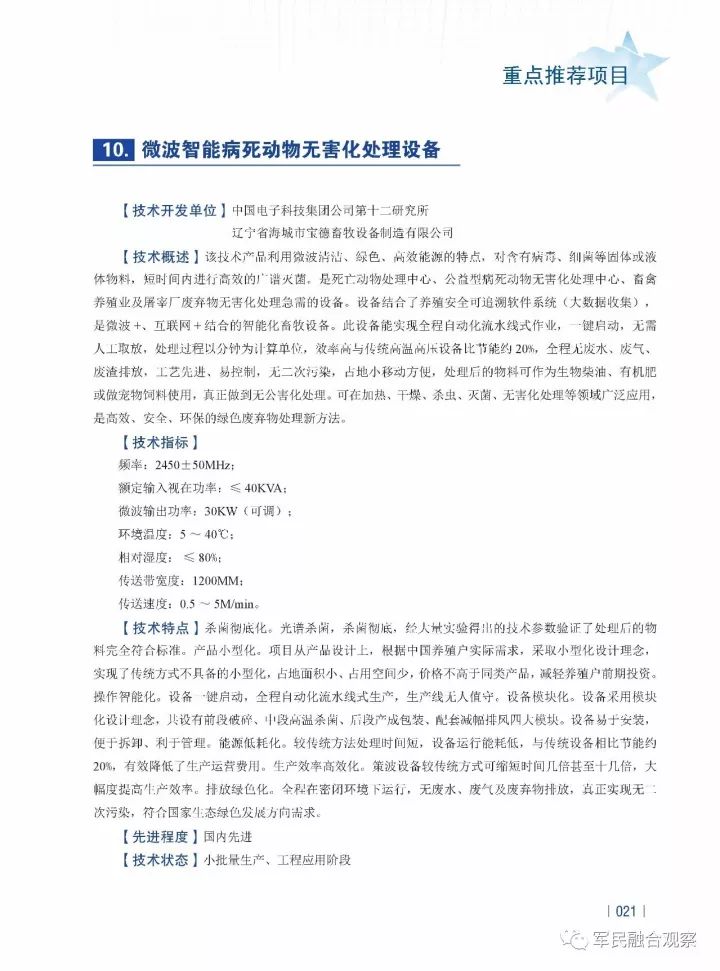 重点推荐项目
10. 微波智能病死动物无害化处理设备
【技术开发单位】中国电子科技集团公司第十二研究所
辽宁省海城市宝德畜牧设备制造有限公司
【技术概述】该技术产品利用微波清洁、绿色、高效能源的特点，对含有病毒、细菌等固体或液
体物料，短时间内进行高效的广谱灭菌。是死亡动物处理中心、公益型病死动物无害化处理中心、畜禽
养殖业及屠宰厂废弃物无害化处理急需的设备。设备结合了养殖安全可追溯软件系统（大数据收集），
是微波+、互联网+结合的智能化畜牧设备。此设备能实现全程自动化流水线式作业，一键启动，无需
人工取放，处理过程以分钟为计算单位，效率高与传统高温高压设备比节能约20%，全程无废水、废气、
废渣排放，工艺先进、易控制，无二次污染，占地小移动方便，处理后的物料可作为生物柴油、有机肥
或做宠物饲料使用，真正做到无公害化处理。可在加热、干燥、杀虫、灭菌、无害化处理等领域广泛应用，
是高效、安全、环保的绿色废弃物处理新方法。
【技术指标】
频率：2450±50MHz；
额定输入视在功率：≤40KVA；
微波输出功率：30KW（可调）；
环境温度：5～40℃；
相对湿度：≤80%；
传送带宽度：1200MM；
传送速度：0.5～5M/min。
【技术特点】杀菌彻底化。光谱杀菌，杀菌彻底，经大量实验得出的技术参数验证了处理后的物
料完全符合标准。产品小型化。项目从产品设计上，根据中国养殖户实际需求，采取小型化设计理念，
实现了传统方式不具备的小型化，占地面积小、占用空间少，价格不高于同类产品，减轻养殖户前期投资。
操作智能化。设备一键启动，全程自动化流水线式生产，生产线无人值守。设备模块化。设备采用模块
化设计理念，共设有前段破碎、中段高温杀菌、后段产成包装、配套减幅排风四大模块。设备易于安装，
便于拆卸、利于管理。能源低耗化。较传统方法处理时间短，设备运行能耗低，与传统设备相比节能约
20%，有效降低了生产运营费用。生产效率高效化。策波设备较传统方式可缩短时间几倍甚至十几倍，大
幅度提高生产效率。排放绿色化。全程在密闭环境下运行，无废水、废气及废弃物排放，真正实现无二
次污染，符合国家生态绿色发展方向需求。
【先进程度】国内先进
【技术状态】小批量生产、工程应用阶段
| 021 |
军民融合观察